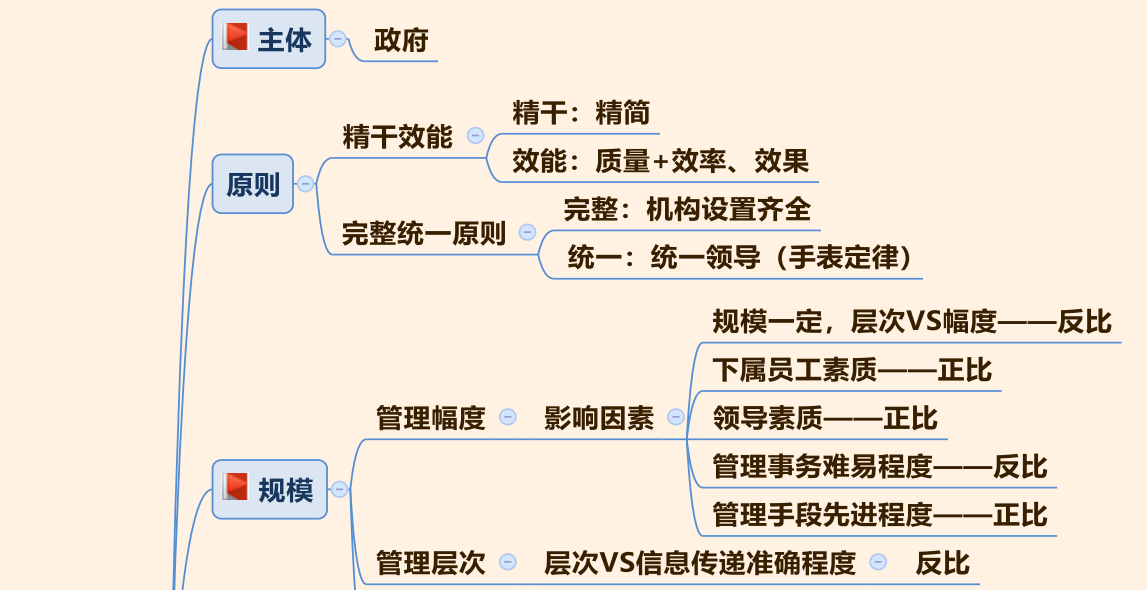 主体
政府
原则
精干效能
精干：精简
效能：质量+效率、效果
完整统一原则
完整：机构设置齐全
统一：统一领导（手表定律）
规模
管理幅度
影响因素
规模一定，层次VS幅度——反比
下属员工素质——正比
领导素质——正比
管理事务难易程度——反比
管理手段先进程度——正比
管理层次
层次VS信息传递准确程度
反比